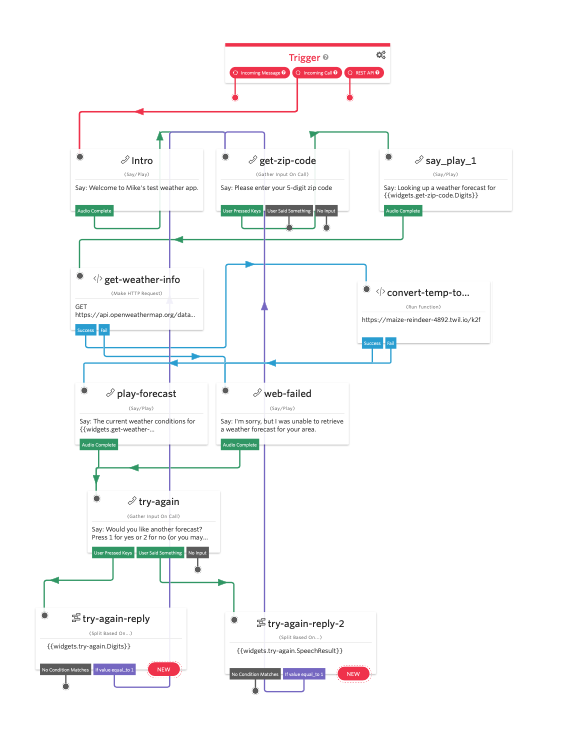 Trigger
Incoming Message
Incoming Call
REST API
Intro
(Say/Play)
Say: Welcome to Mike's test weather app.
Audio Complete
get-zip-code
(Gather Input On Call)
Say: Please enter your 5-digit zip code
User Pressed Keys
User Said Something
No Input
say_play_1
(Say/Play)
Say: Looking up a weather forecast for
{{widgets.get-zip-code.Digits}}
Audio Complete
get-weather-info
(Make HTTP Request)
GET
https://api.openweathermap.org/data...
Success
Fail
convert-temp-to...
(Run Function)
https://maize-reindeer-4892.twil.io/k2f
Success
Fail
play-forecast
(Say/Play)
Say: The current weather conditions for
{{widgets.get-weather-...
Audio Complete
web-failed
(Say/Play)
Say: I'm sorry, but I was unable to retrieve
a weather forecast for your area.
Audio Complete
try-again
(Gather Input On Call)
Say: Would you like another forecast?
Press 1 for yes or 2 for no (or you may...
User Pressed Keys
User Said Something
No Input
try-again-reply
(Split Based On...)
{{widgets.try-again.Digits}}
No Condition Matches
If value equal_to 1
NEW
try-again-reply-2
(Split Based On...)
{{widgets.try-again.SpeechResult}}
No Condition Matches
If value equal_to 1
NEW